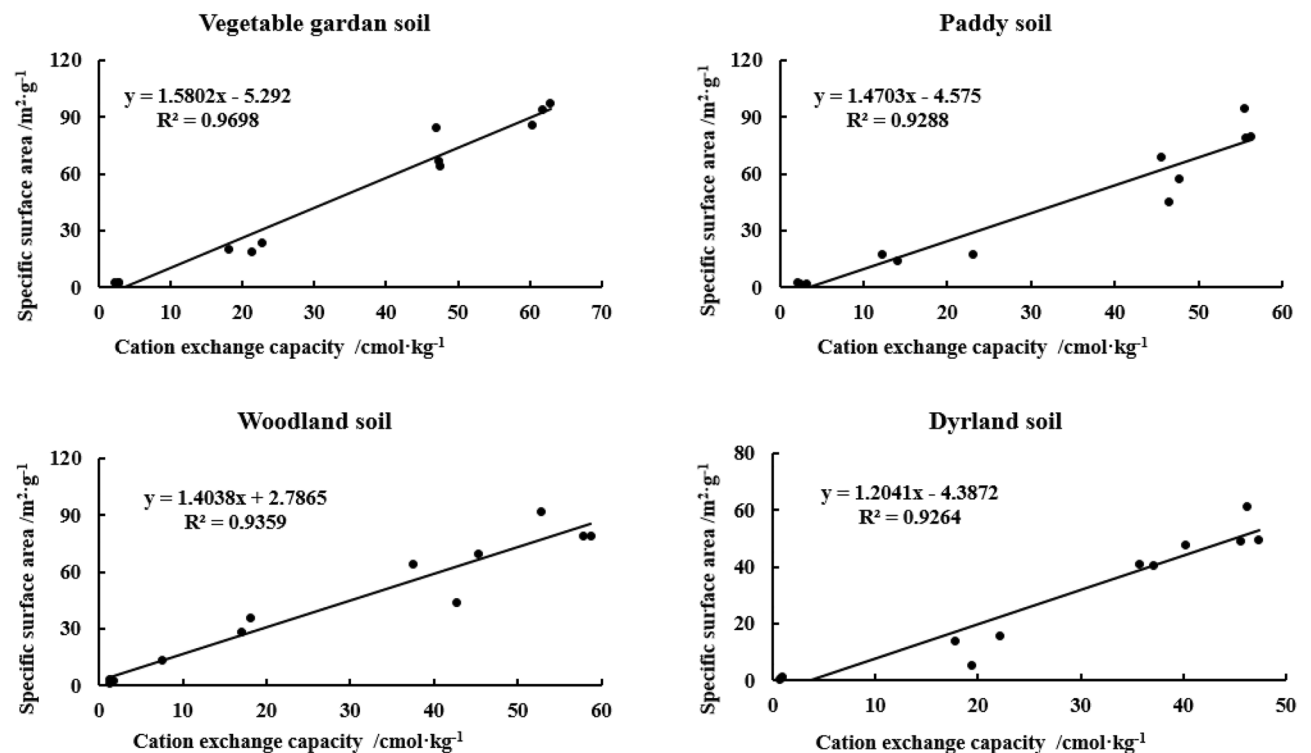 Vegetable gardan soil
Specific surface area /m²·g⁻¹
120
90
60
30
0
y = 1.5802x - 5.292
R² = 0.9698
0 10 20 30 40 50 60 70
Cation exchange capacity /cmol·kg⁻¹
Paddy soil
Specific surface area /m²·g⁻¹
120
90
60
30
0
y = 1.4703x - 4.575
R² = 0.9288
0 10 20 30 40 50 60
Cation exchange capacity /cmol·kg⁻¹
Woodland soil
Specific surface area /m²·g⁻¹
120
90
60
30
0
y = 1.4038x + 2.7865
R² = 0.9359
0 10 20 30 40 50 60
Cation exchange capacity /cmol·kg⁻¹
Dyrland soil
Specific surface area /m²·g⁻¹
80
60
40
20
0
y = 1.2041x - 4.3872
R² = 0.9264
0 10 20 30 40 50
Cation exchange capacity /cmol·kg⁻¹